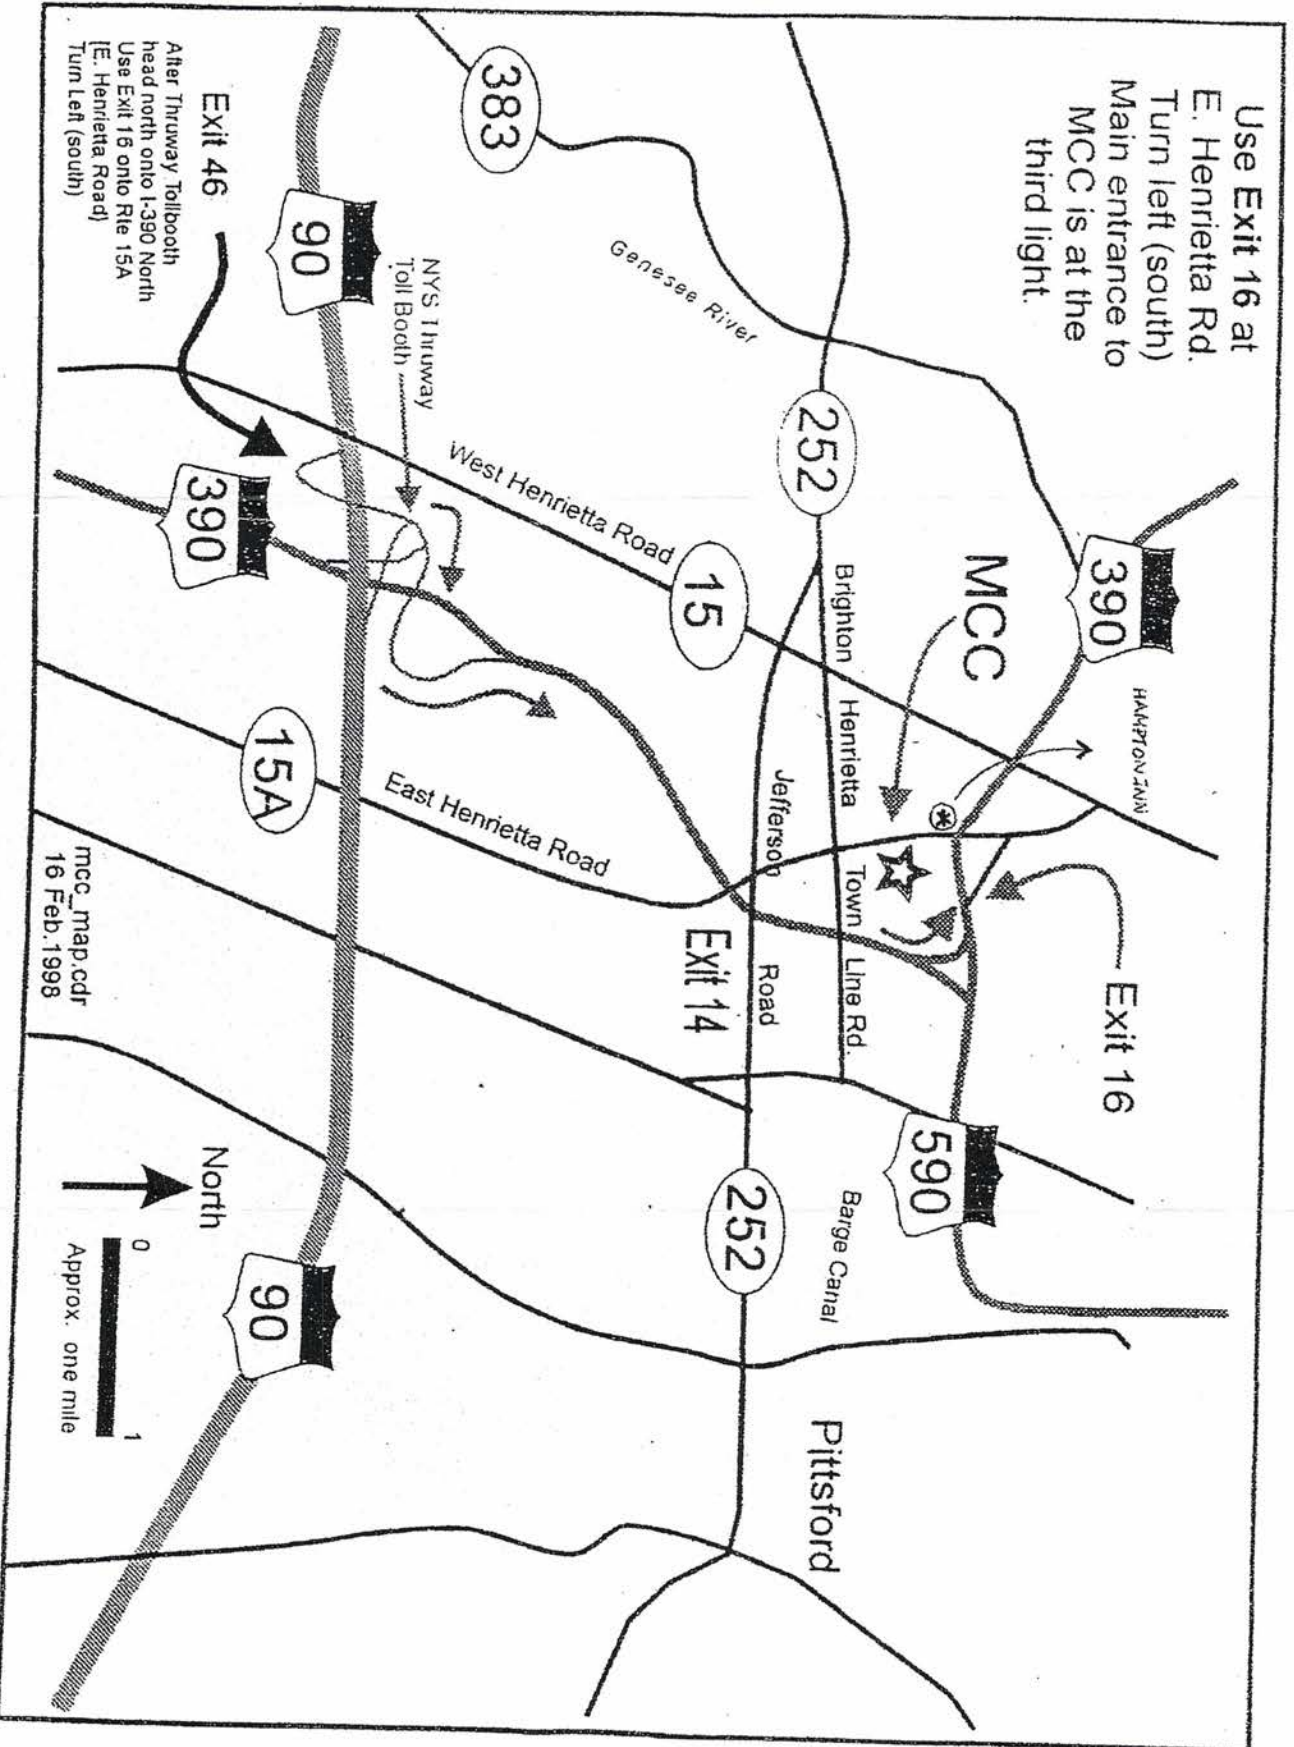 Use Exit 16 at
E. Henrietta Rd.
Turn left (south)
Main entrance to
MCC is at the
third light.
390
HAMPTON INN
Exit 16
MCC
590
383
Genesee River
252
Brighton Henrietta Town Line Rd.
Barge Canal
Pittsford
15
West Henrietta Road
Jefferson Road
Exit 14
252
NYS Thruway
Toll Booth
East Henrietta Road
90
390
15A
90
Exit 46
After Thruway Tollbooth
head north onto I-390 North
Use Exit 16 onto Rte 15A
[E. Henrietta Road)
Turn Left (south)
North
0 1
Approx. one mile
mcc_map.cdr
16 Feb.1998